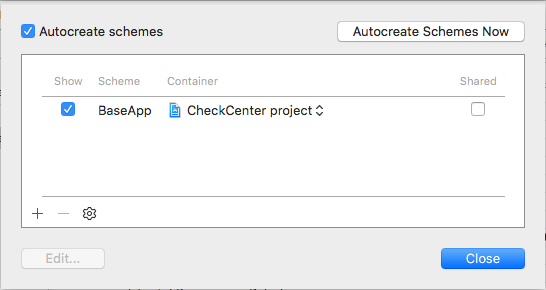 Autocreate schemes
Autocreate Schemes Now
Show Scheme Container Shared
BaseApp CheckCenter project
Edit...
Close